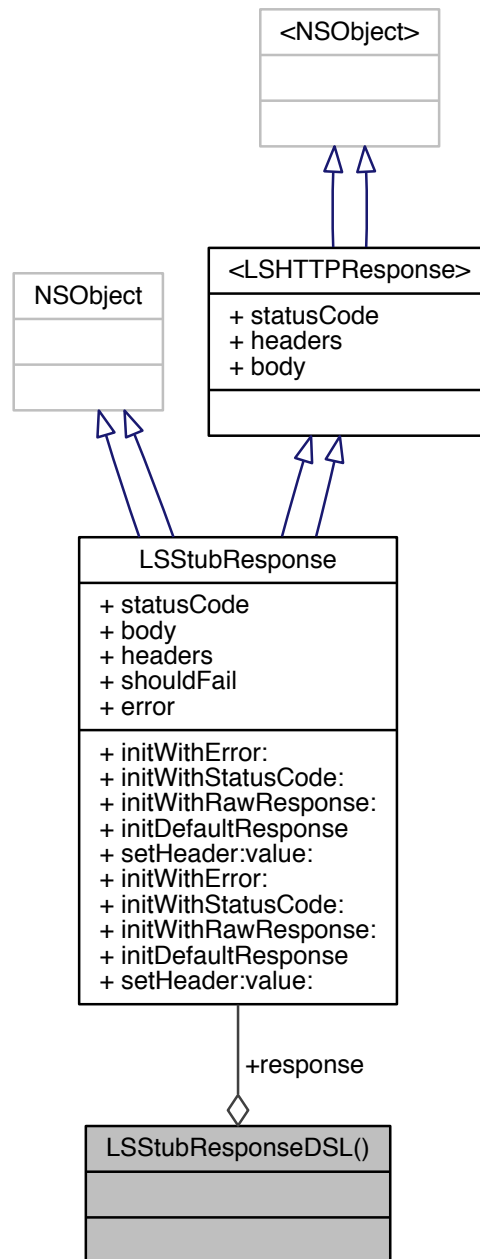 <NSObject>
<LSHTTPResponse>
+ statusCode
+ headers
+ body
NSObject
LSStubResponse
+ statusCode
+ body
+ headers
+ shouldFail
+ error
+ initWithError:
+ initWithStatusCode:
+ initWithRawResponse:
+ initDefaultResponse
+ setHeader:value:
+ initWithError:
+ initWithStatusCode:
+ initWithRawResponse:
+ initDefaultResponse
+ setHeader:value:
+response
LSStubResponseDSL()